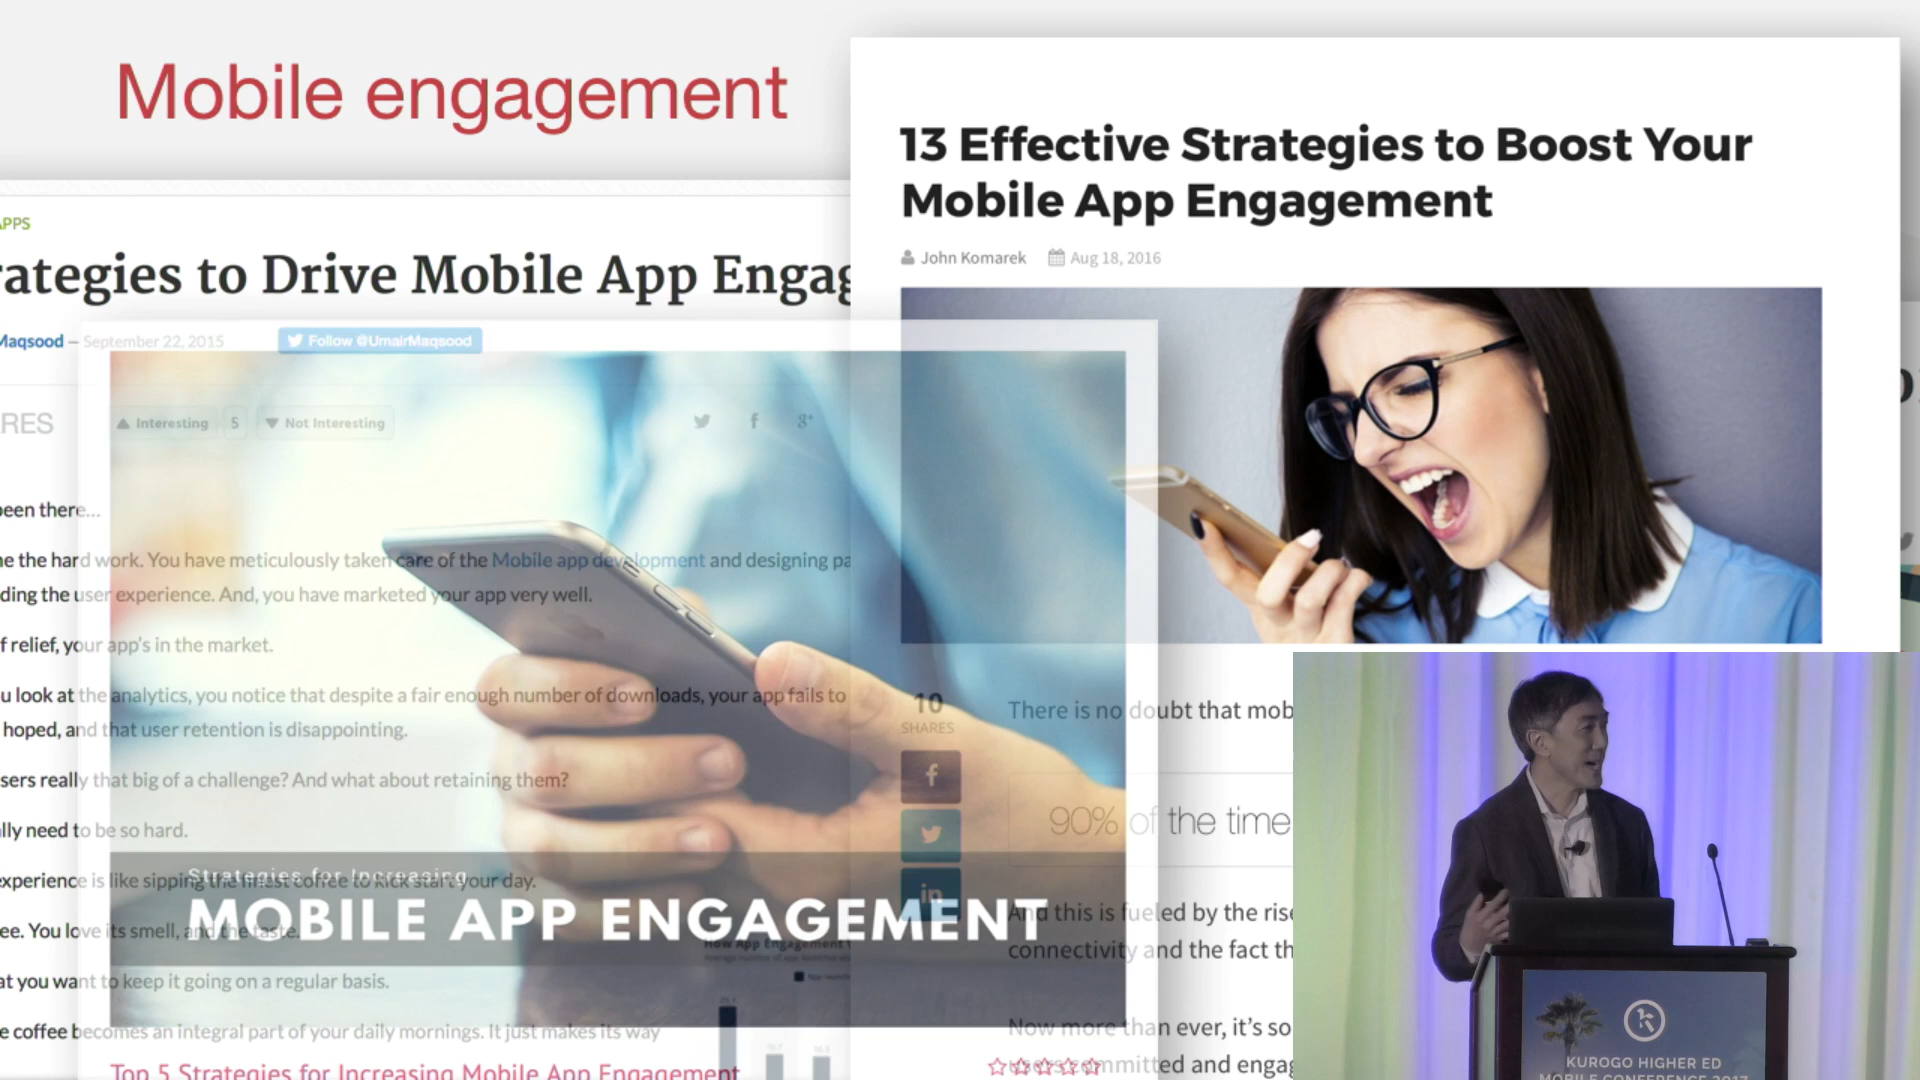 Mobile engagement
13 Effective Strategies to Boost Your
Mobile App Engagement
John Komarek Aug 18, 2016
APPS
rategies to Drive Mobile App Engag
Maqsood – September 22, 2015 Follow @UmairMaqsood
RES
Interesting 5 Not Interesting
been there...
e the hard work. You have meticulously taken care of the Mobile app development and designing pa
ding the user experience. And, you have marketed your app very well.
f relief, your app's in the market.
u look at the analytics, you notice that despite a fair enough number of downloads, your app fails to
hoped, and that user retention is disappointing.
sers really that big of a challenge? And what about retaining them?
lly need to be so hard.
experience is like sipping the finest coffee to kick start your day.
ee. You love its smell, and the taste.
at you want to keep it going on a regular basis.
e coffee becomes an integral part of your daily mornings. It just makes its way
Strategies for Increasing
MOBILE APP ENGAGEMENT
Top 5 Strategies for Increasing Mobile App Engagement
10
SHARES
There is no doubt that mob
90% of the time
And this is fueled by the rise
connectivity and the fact th
Now more than ever, it's so
committed and engag
KUROGO HIGHER ED
MOBILE CONFERENCE 2017